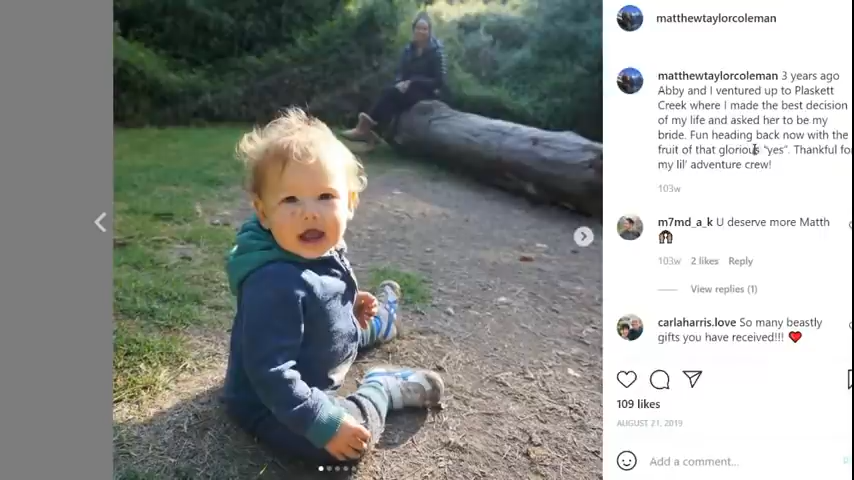 matthewtaylorcoleman
matthewtaylorcoleman 3 years ago
Abby and I ventured up to Plaskett
Creek where I made the best decision
of my life and asked her to be my
bride. Fun heading back now with the
fruit of that glorious "yes". Thankful for
my lil' adventure crew!
103w
m7md_a_k U deserve more Matth
103w 2 likes Reply
View replies (1)
carlaharris.love So many beastly
gifts you have received!!!
109 likes
AUGUST 21, 2019
Add a comment...